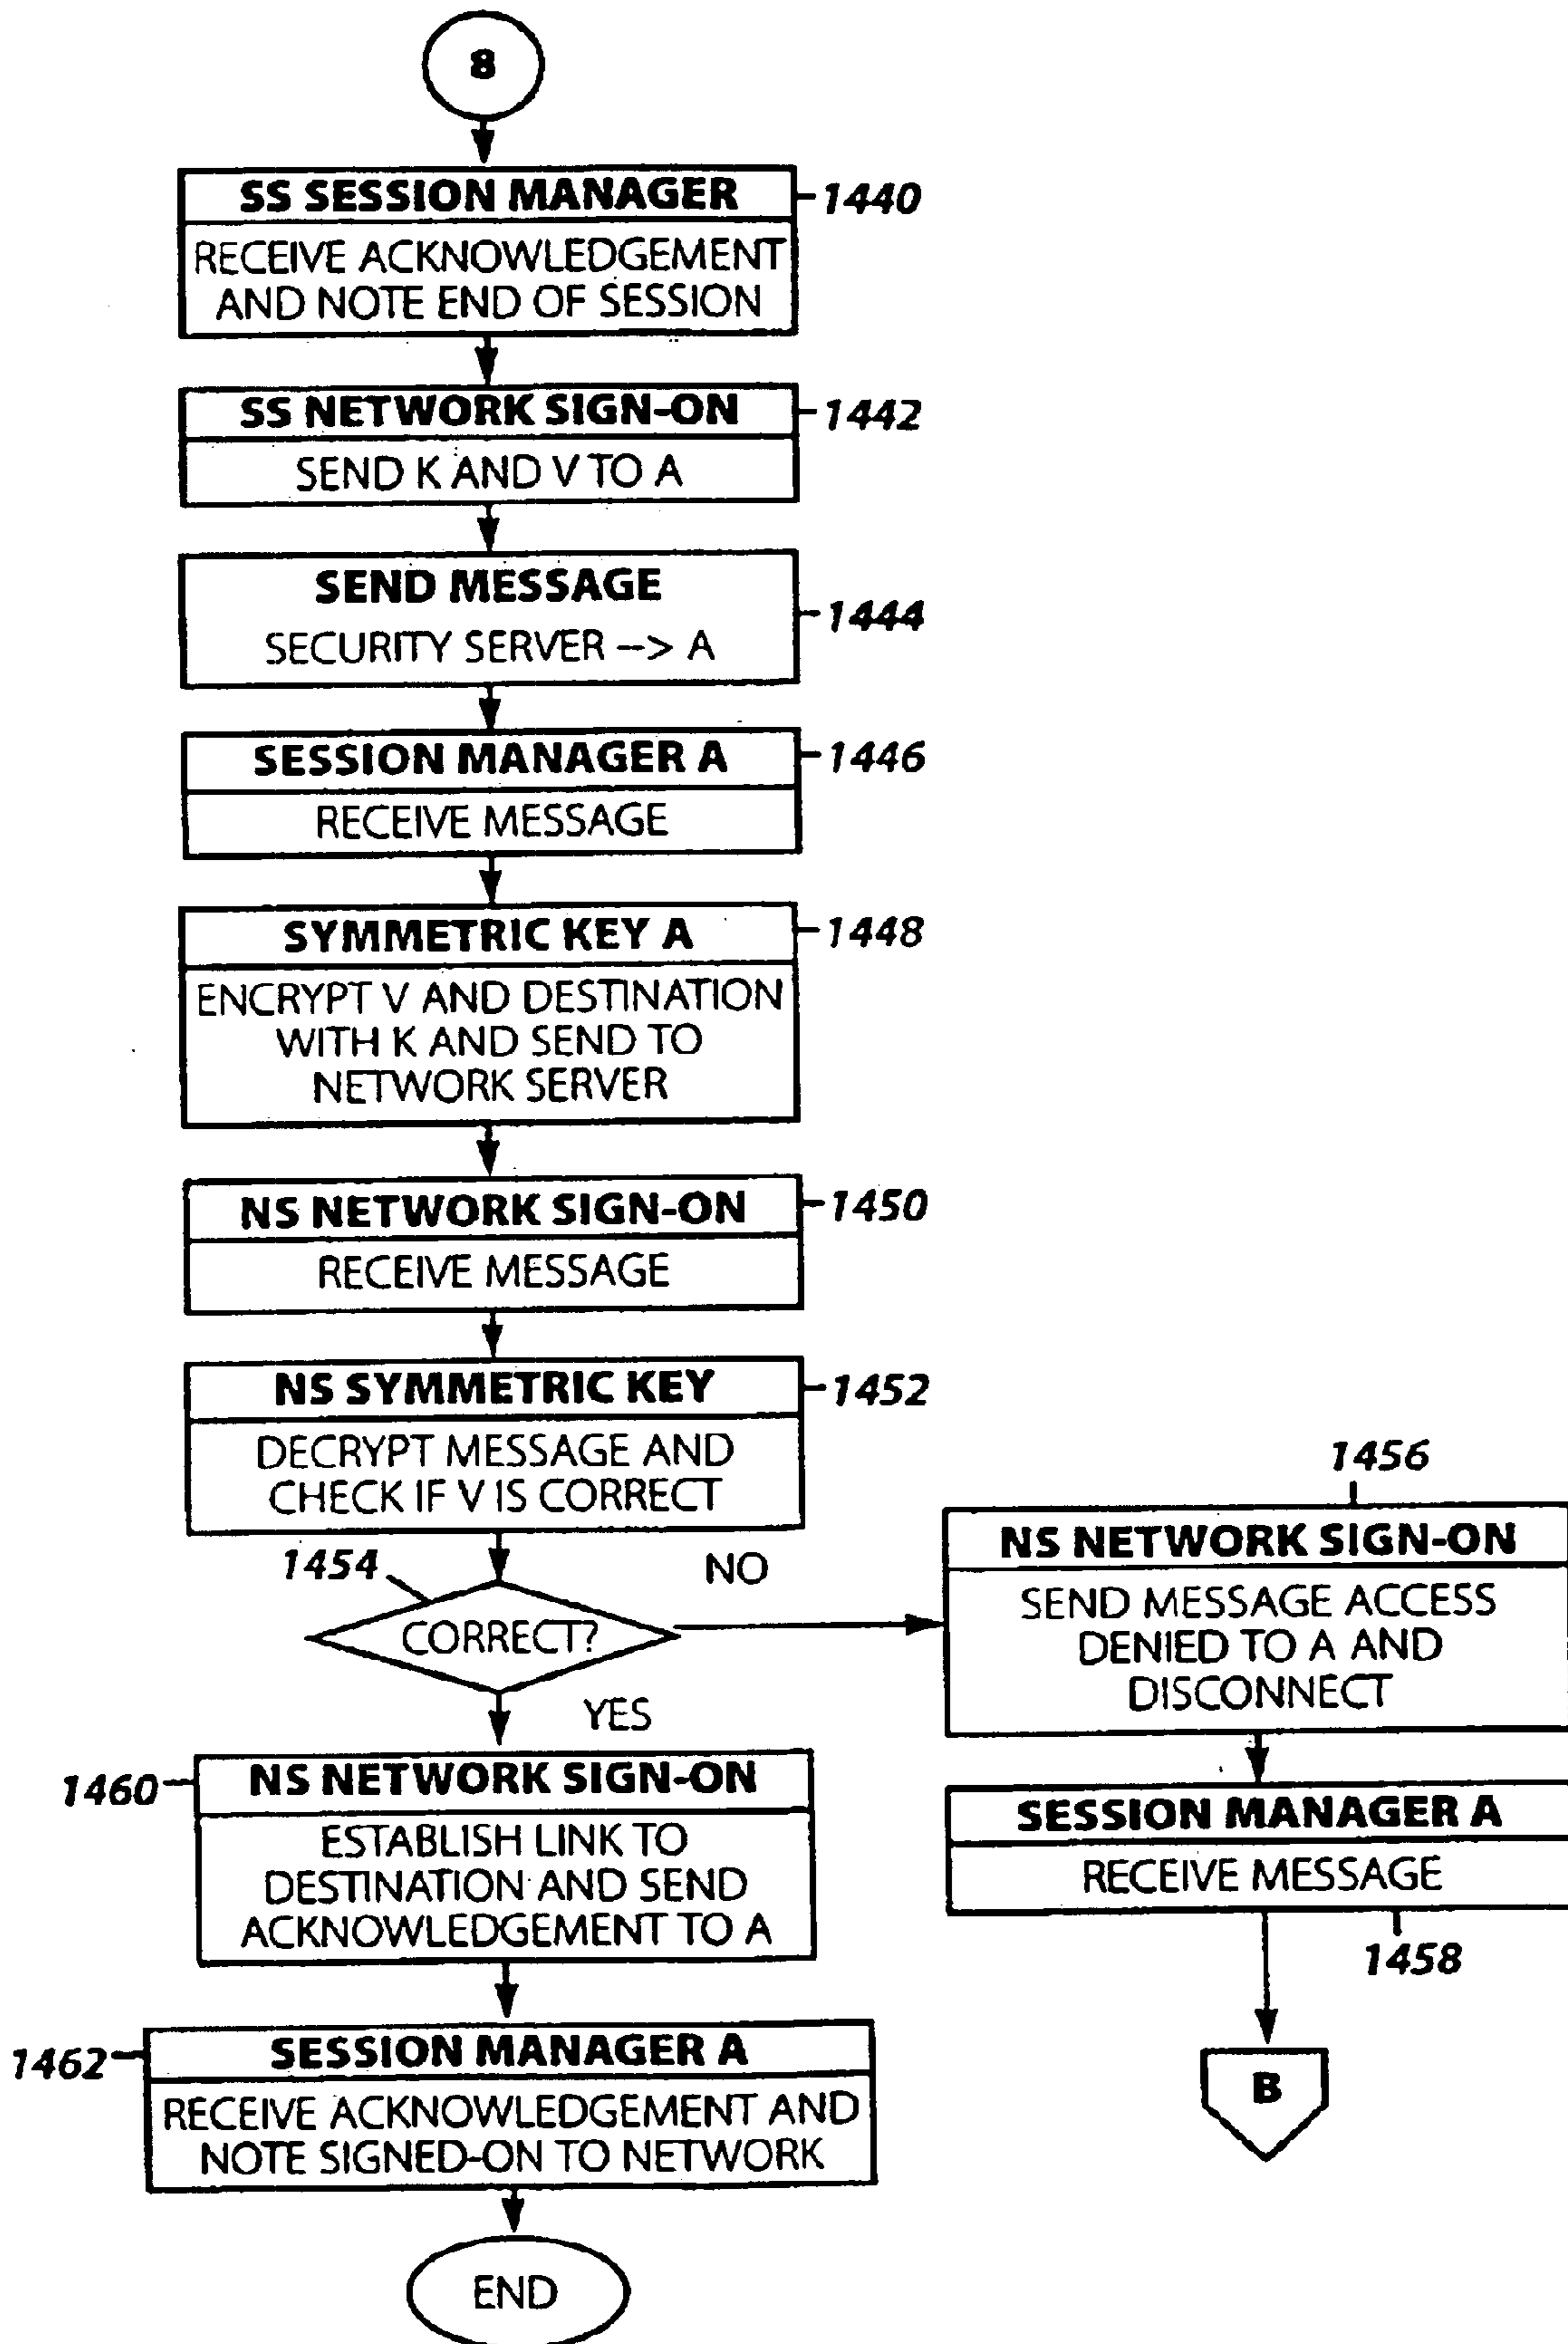 8
SS SESSION MANAGER
1440
RECEIVE ACKNOWLEDGEMENT
AND NOTE END OF SESSION
SS NETWORK SIGN-ON
1442
SEND K AND V TO A
SEND MESSAGE
1444
SECURITY SERVER --> A
SESSION MANAGER A
1446
RECEIVE MESSAGE
SYMMETRIC KEY A
1448
ENCRYPT V AND DESTINATION
WITH K AND SEND TO
NETWORK SERVER
NS NETWORK SIGN-ON
1450
RECEIVE MESSAGE
NS SYMMETRIC KEY
1452
DECRYPT MESSAGE AND
CHECK IF V IS CORRECT
1454
CORRECT?
NO
YES
1456
NS NETWORK SIGN-ON
SEND MESSAGE ACCESS
DENIED TO A AND
DISCONNECT
SESSION MANAGER A
RECEIVE MESSAGE
1458
B
1460
NS NETWORK SIGN-ON
ESTABLISH LINK TO
DESTINATION AND SEND
ACKNOWLEDGEMENT TO A
1462
SESSION MANAGER A
RECEIVE ACKNOWLEDGEMENT AND
NOTE SIGNED-ON TO NETWORK
END